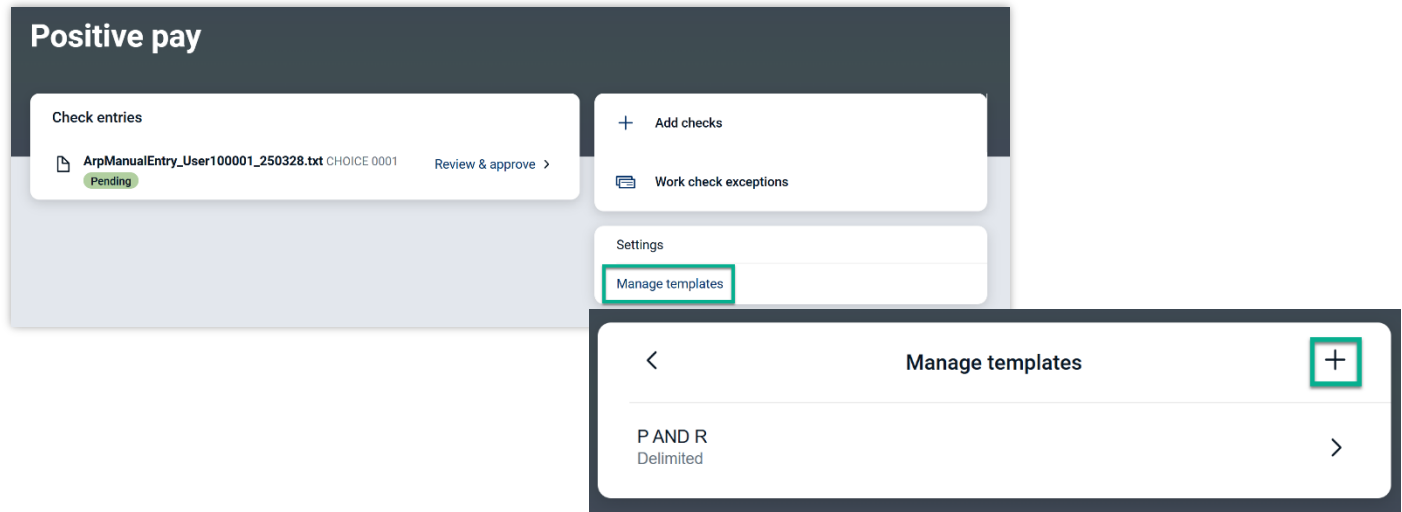 Positive pay
Check entries
ArpManualEntry_User100001_250328.txt CHOICE 0001
Review & approve
Pending
Add checks
Work check exceptions
Settings
Manage templates
Manage templates
P AND R
Delimited